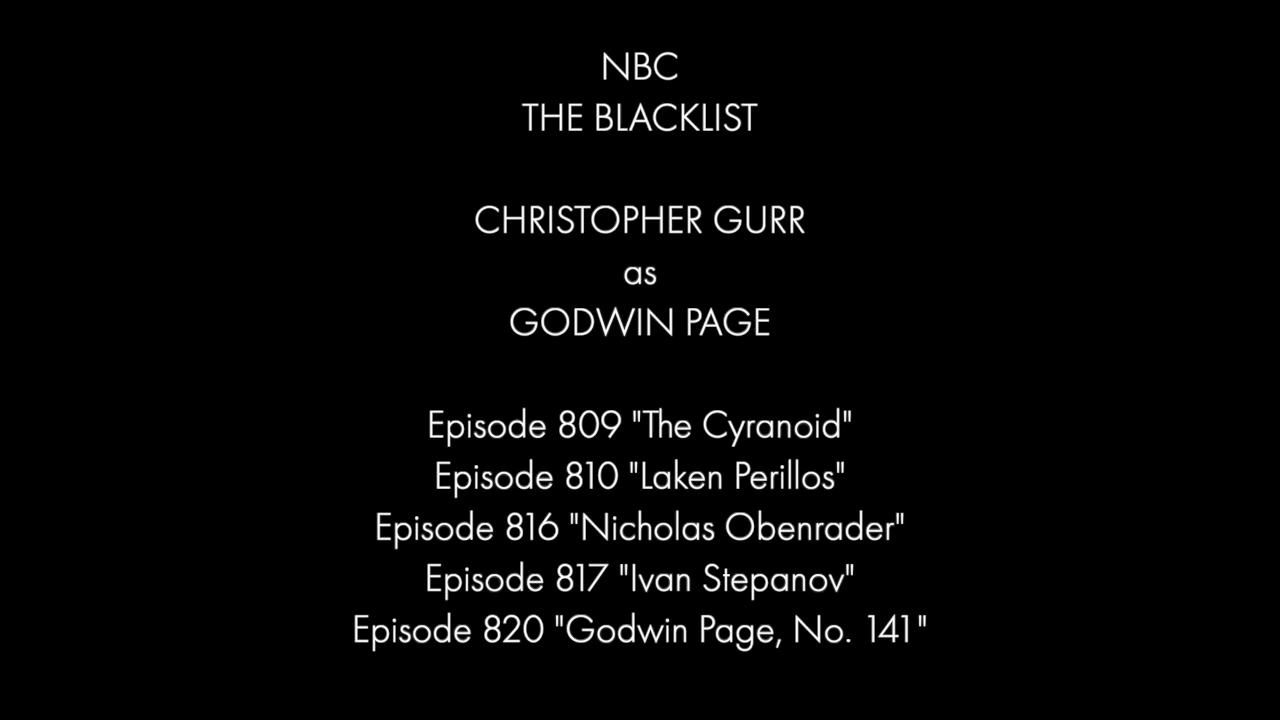 NBC
THE BLACKLIST
CHRISTOPHER GURR
as
GODWIN PAGE
Episode 809 "The Cyranoid"
Episode 810 "Laken Perillos"
Episode 816 "Nicholas Obenrader"
Episode 817 "Ivan Stepanov"
Episode 820 "Godwin Page, No. 141"